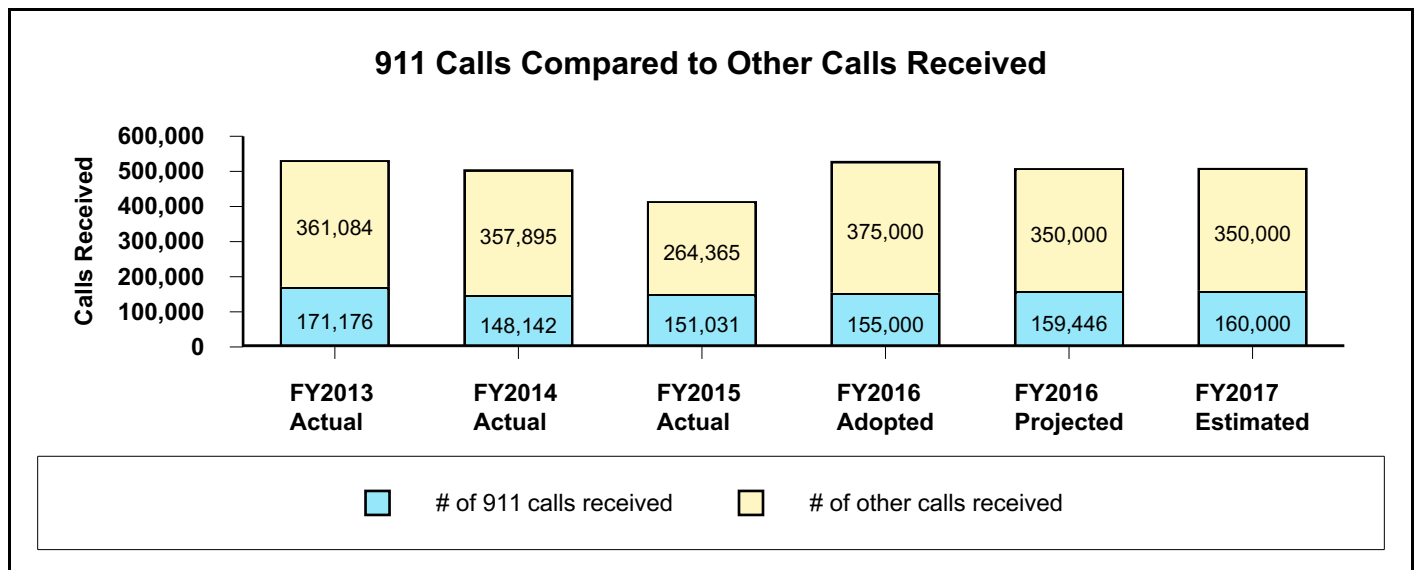 911 Calls Compared to Other Calls Received
Calls Received
600,000
500,000
400,000
300,000
200,000
100,000
0
361,084 357,895 264,365 375,000 350,000 350,000
171,176 148,142 151,031 155,000 159,446 160,000
FY2013 FY2014 FY2015 FY2016 FY2016 FY2017
Actual Actual Actual Adopted Projected Estimated
# of 911 calls received # of other calls received